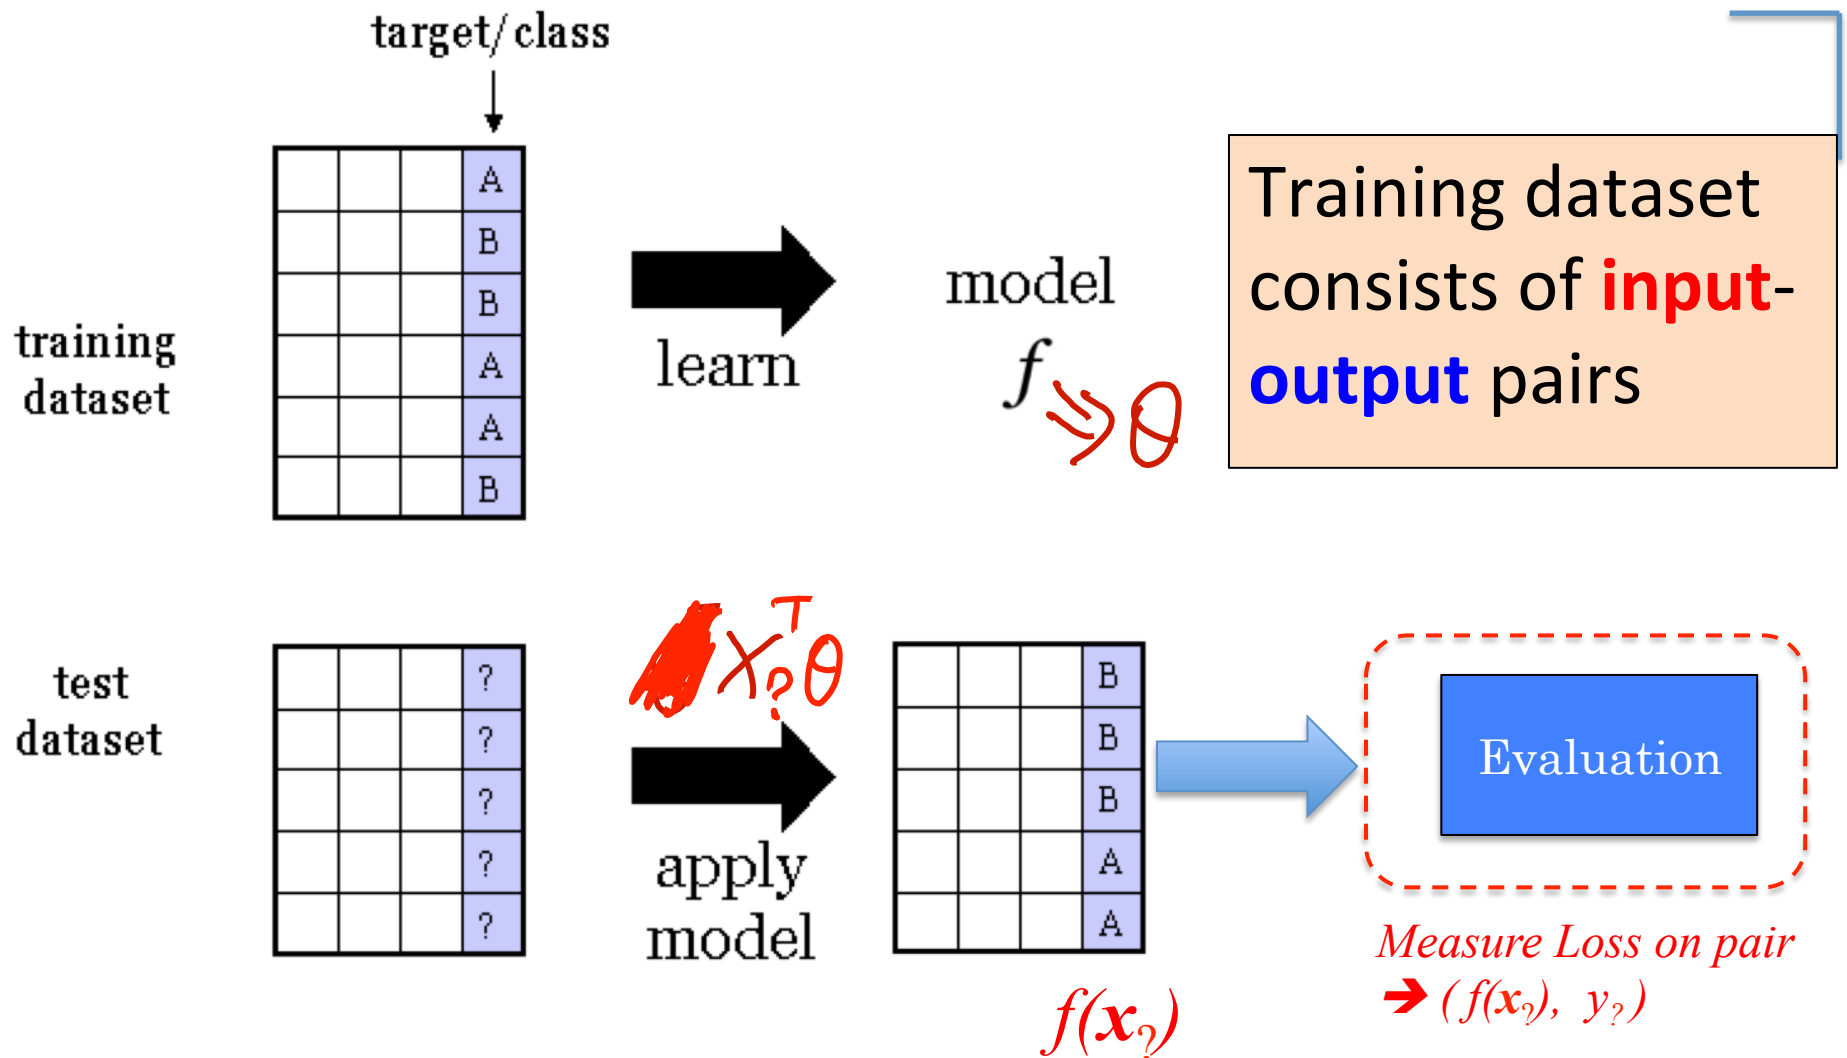 target/class
A
B
B
A
A
B
training
dataset
learn
model
f
⇒ θ
Training dataset
consists of input-
output pairs
test
dataset
?
?
?
?
?
X?ᵀθ
apply
model
B
B
B
A
A
f(x?)
Evaluation
Measure Loss on pair
➔ ( f(x?), y? )